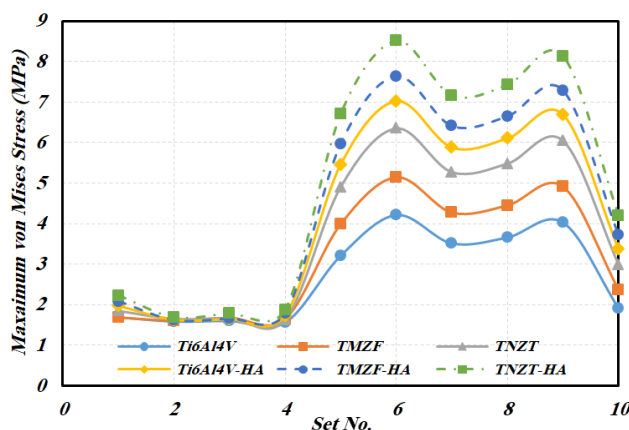 Maxaimum von Mises Stress (MPa)
9
8
7
6
5
4
3
2
1
0
Ti6Al4V TMZF TNZT
Ti6Al4V-HA TMZF-HA TNZT-HA
0 2 4 6 8 10
Set No.